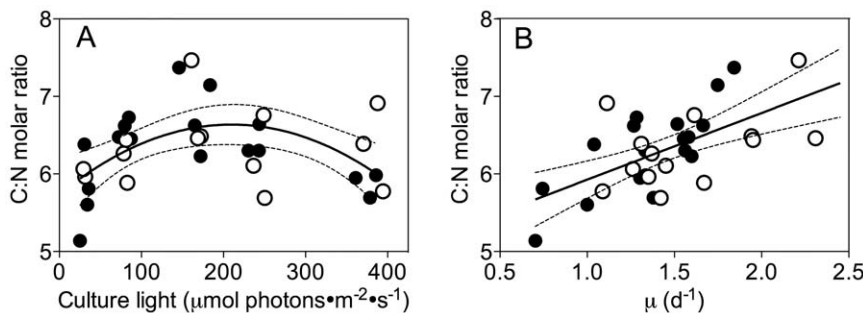 A
C:N molar ratio
8
7
6
5
0 100 200 300 400
Culture light (μmol photons•m⁻²•s⁻¹)
B
C:N molar ratio
8
7
6
5
0.5 1.0 1.5 2.0 2.5
μ (d⁻¹)